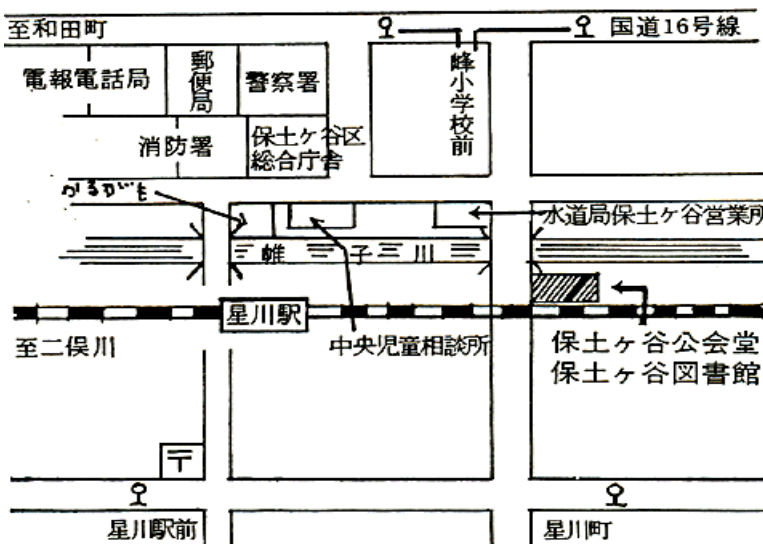 至和田町
国道16号線
電報電話局
郵便局
警察署
峰小学校前
消防署
保土ヶ谷区
総合庁舎
かるがも
水道局保土ヶ谷営業所
帷子川
星川駅
至二俣川
中央児童相談所
保土ヶ谷公会堂
保土ヶ谷図書館
〒
星川駅前
星川町